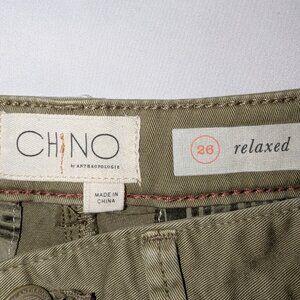 CHINO
by ANTHROPOLOGIE
MADE IN
CHINA
26 relaxed